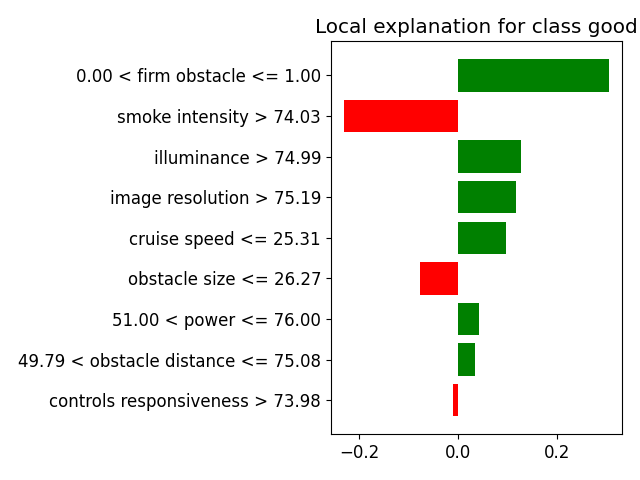 Local explanation for class good
0.00 < firm obstacle <= 1.00
smoke intensity > 74.03
illuminance > 74.99
image resolution > 75.19
cruise speed <= 25.31
obstacle size <= 26.27
51.00 < power <= 76.00
49.79 < obstacle distance <= 75.08
controls responsiveness > 73.98
−0.2 0.0 0.2